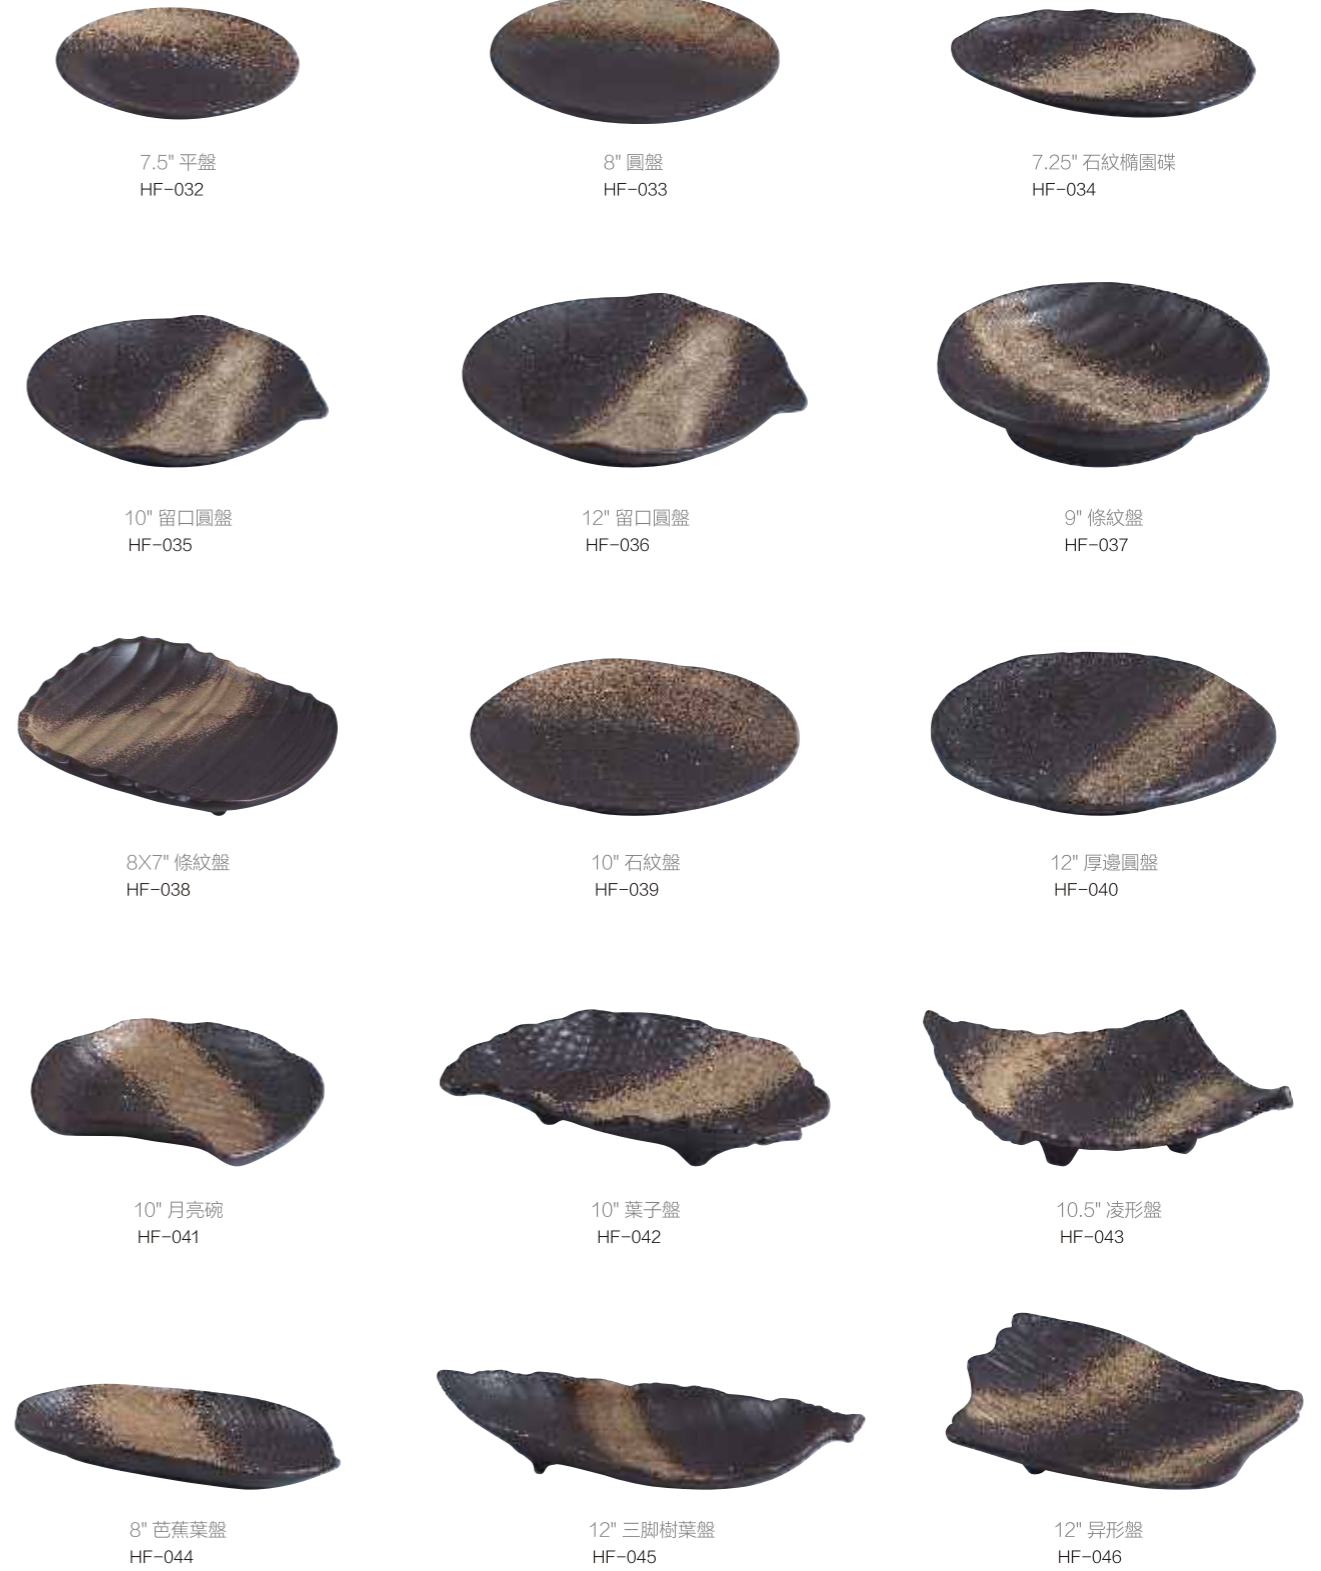 7.5" 平盤
HF-032
8" 圓盤
HF-033
7.25" 石紋橢園碟
HF-034
10" 留口圓盤
HF-035
12" 留口圓盤
HF-036
9" 條紋盤
HF-037
8X7" 條紋盤
HF-038
10" 石紋盤
HF-039
12" 厚邊圓盤
HF-040
10" 月亮碗
HF-041
10" 葉子盤
HF-042
10.5" 凌形盤
HF-043
8" 芭蕉葉盤
HF-044
12" 三脚樹葉盤
HF-045
12" 异形盤
HF-046